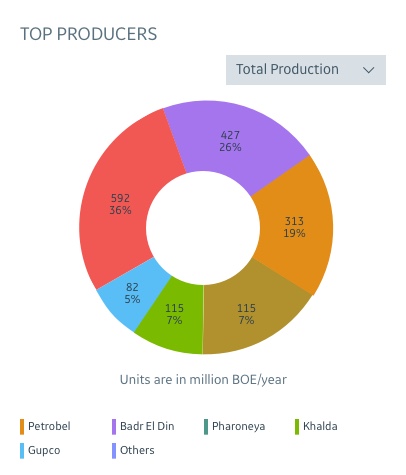 TOP PRODUCERS
Total Production
427
26%
592
36%
313
19%
82
5%
115
7%
115
7%
Units are in million BOE/year
Petrobel
Badr El Din
Pharoneya
Khalda
Gupco
Others